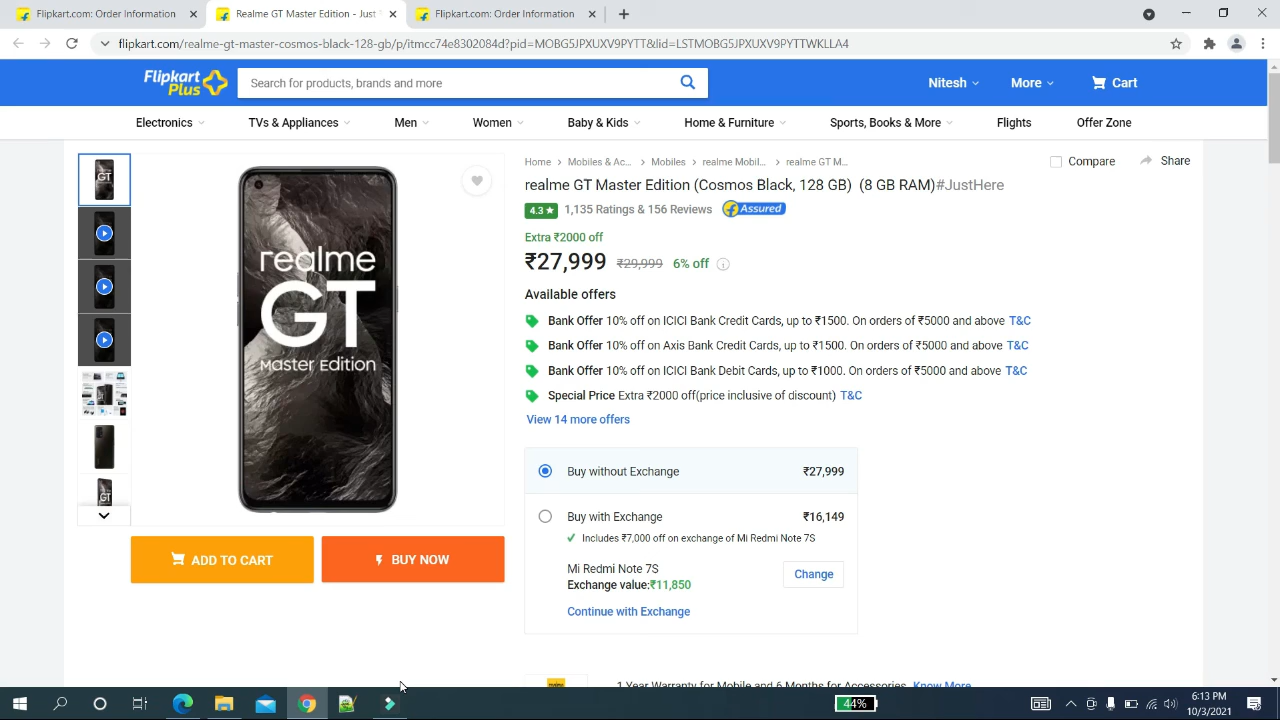 Flipkart.com: Order Information
Realme GT Master Edition - Just
Flipkart.com: Order Information
flipkart.com/realme-gt-master-cosmos-black-128-gb/p/itmcc74e8302084d?pid=MOBG5JPXUXV9PYTT&lid=LSTMOBG5JPXUXV9PYTTWKLLA4
Flipkart
Plus
Search for products, brands and more
Nitesh
More
Cart
Electronics
TVs & Appliances
Men
Women
Baby & Kids
Home & Furniture
Sports, Books & More
Flights
Offer Zone
Home > Mobiles & Ac... > Mobiles > realme Mobil... > realme GT M...
Compare
Share
realme GT Master Edition (Cosmos Black, 128 GB) (8 GB RAM)#JustHere
4.3 ★ 1,135 Ratings & 156 Reviews Assured
Extra ₹2000 off
₹27,999 ₹29,999 6% off
Available offers
Bank Offer 10% off on ICICI Bank Credit Cards, up to ₹1500. On orders of ₹5000 and above T&C
Bank Offer 10% off on Axis Bank Credit Cards, up to ₹1500. On orders of ₹5000 and above T&C
Bank Offer 10% off on ICICI Bank Debit Cards, up to ₹1000. On orders of ₹5000 and above T&C
Special Price Extra ₹2000 off(price inclusive of discount) T&C
View 14 more offers
GT
realme
GT
Master Edition
GT
Buy without Exchange ₹27,999
Buy with Exchange ₹16,149
Includes ₹7,000 off on exchange of Mi Redmi Note 7S
Mi Redmi Note 7S
Exchange value:₹11,850
Change
Continue with Exchange
ADD TO CART
BUY NOW
1 Year Warranty for Mobile and 6 Months for Accessories Know More
44%
6:13 PM
10/3/2021